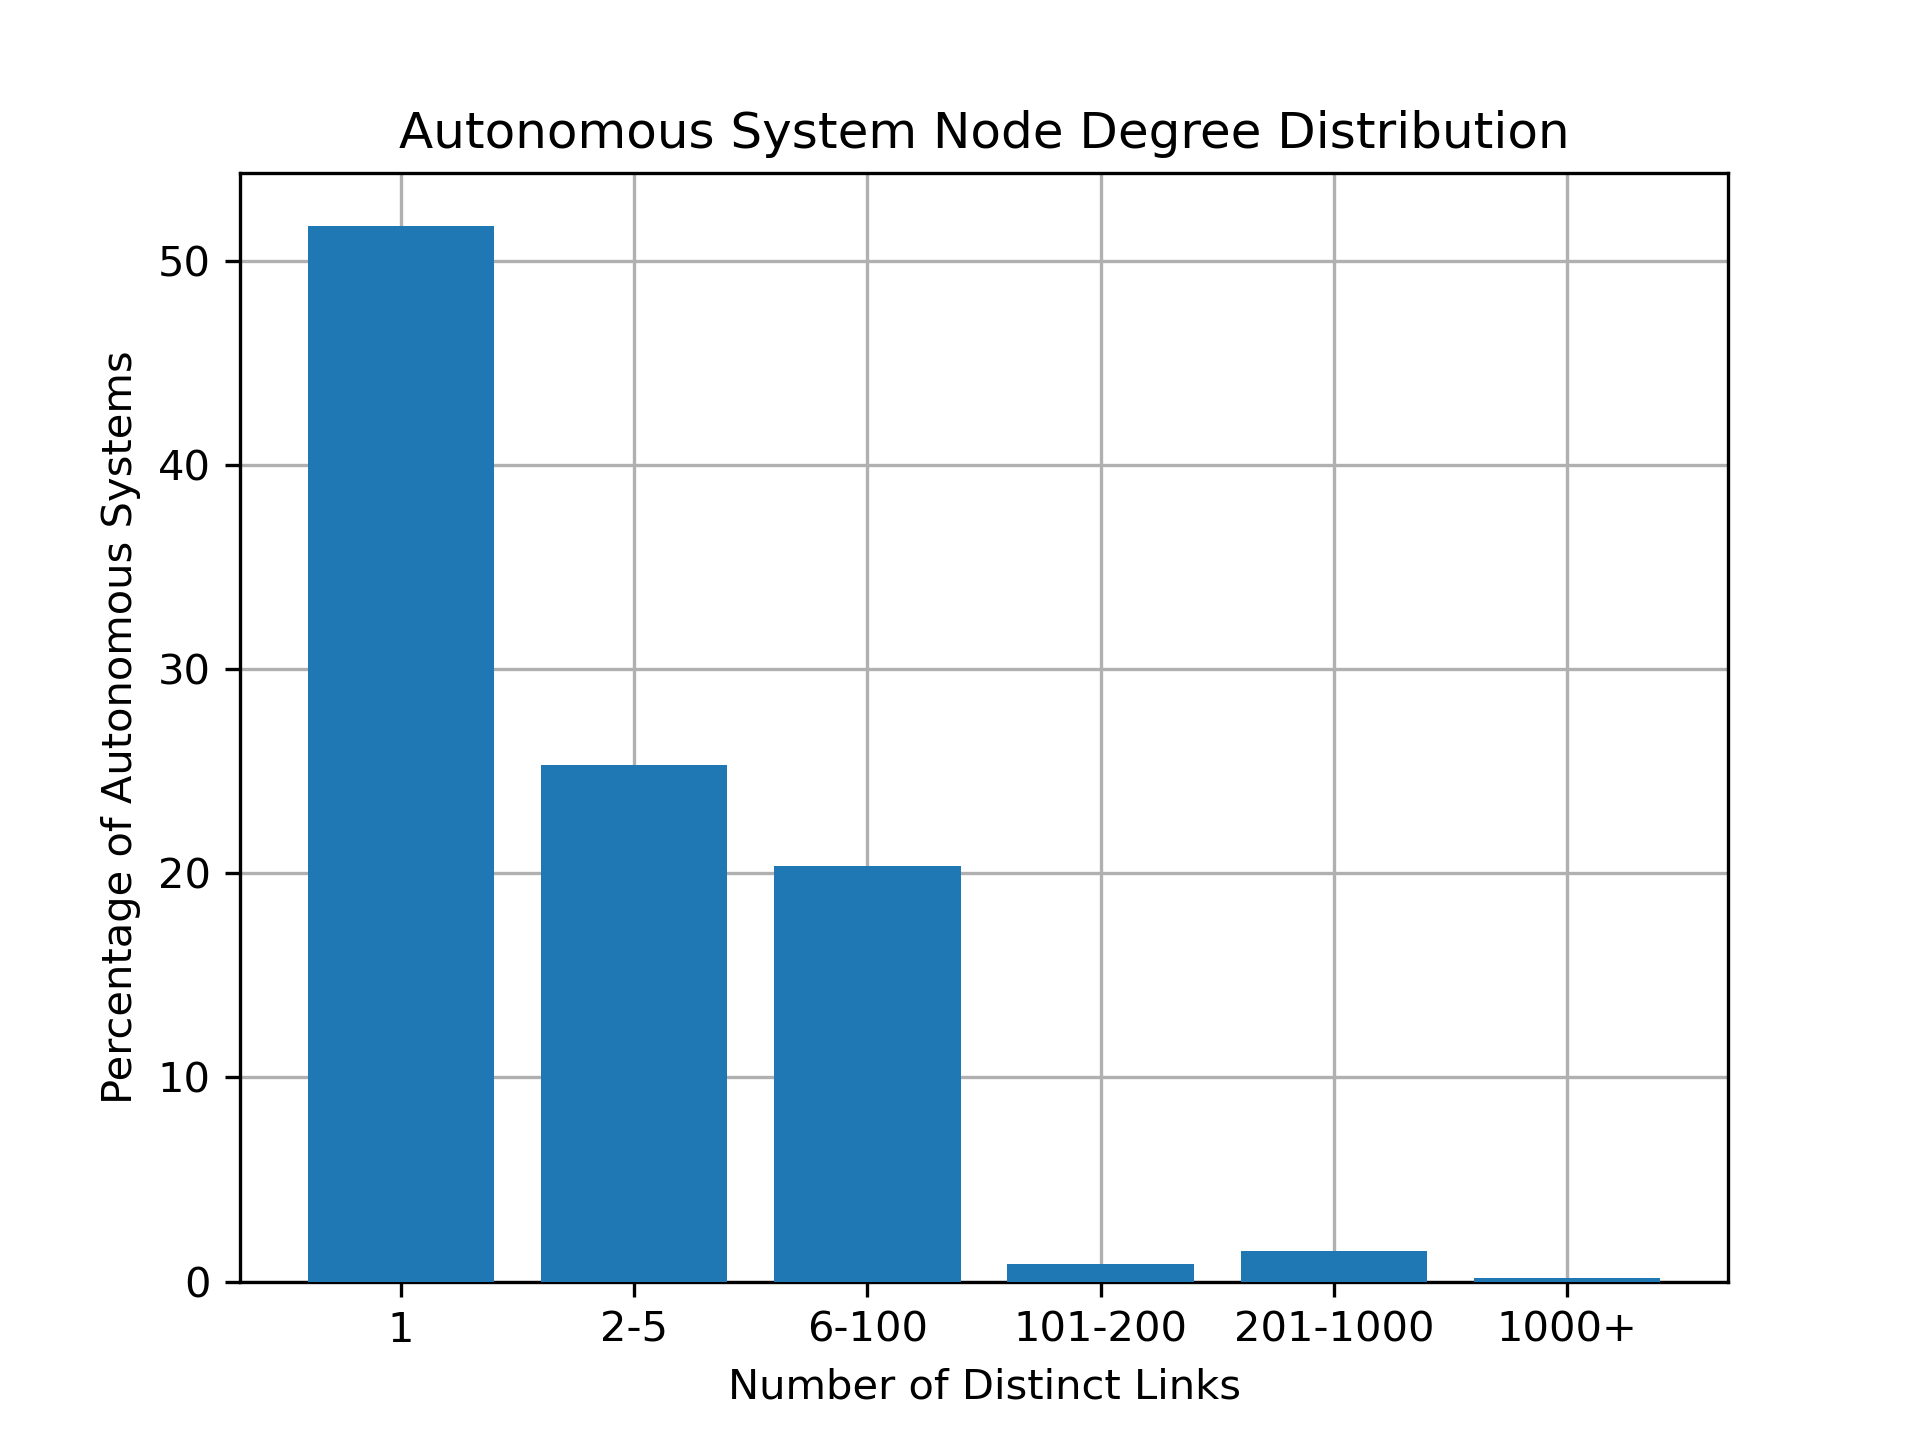 Autonomous System Node Degree Distribution
Percentage of Autonomous Systems
50
40
30
20
10
0
1 2-5 6-100 101-200 201-1000 1000+
Number of Distinct Links